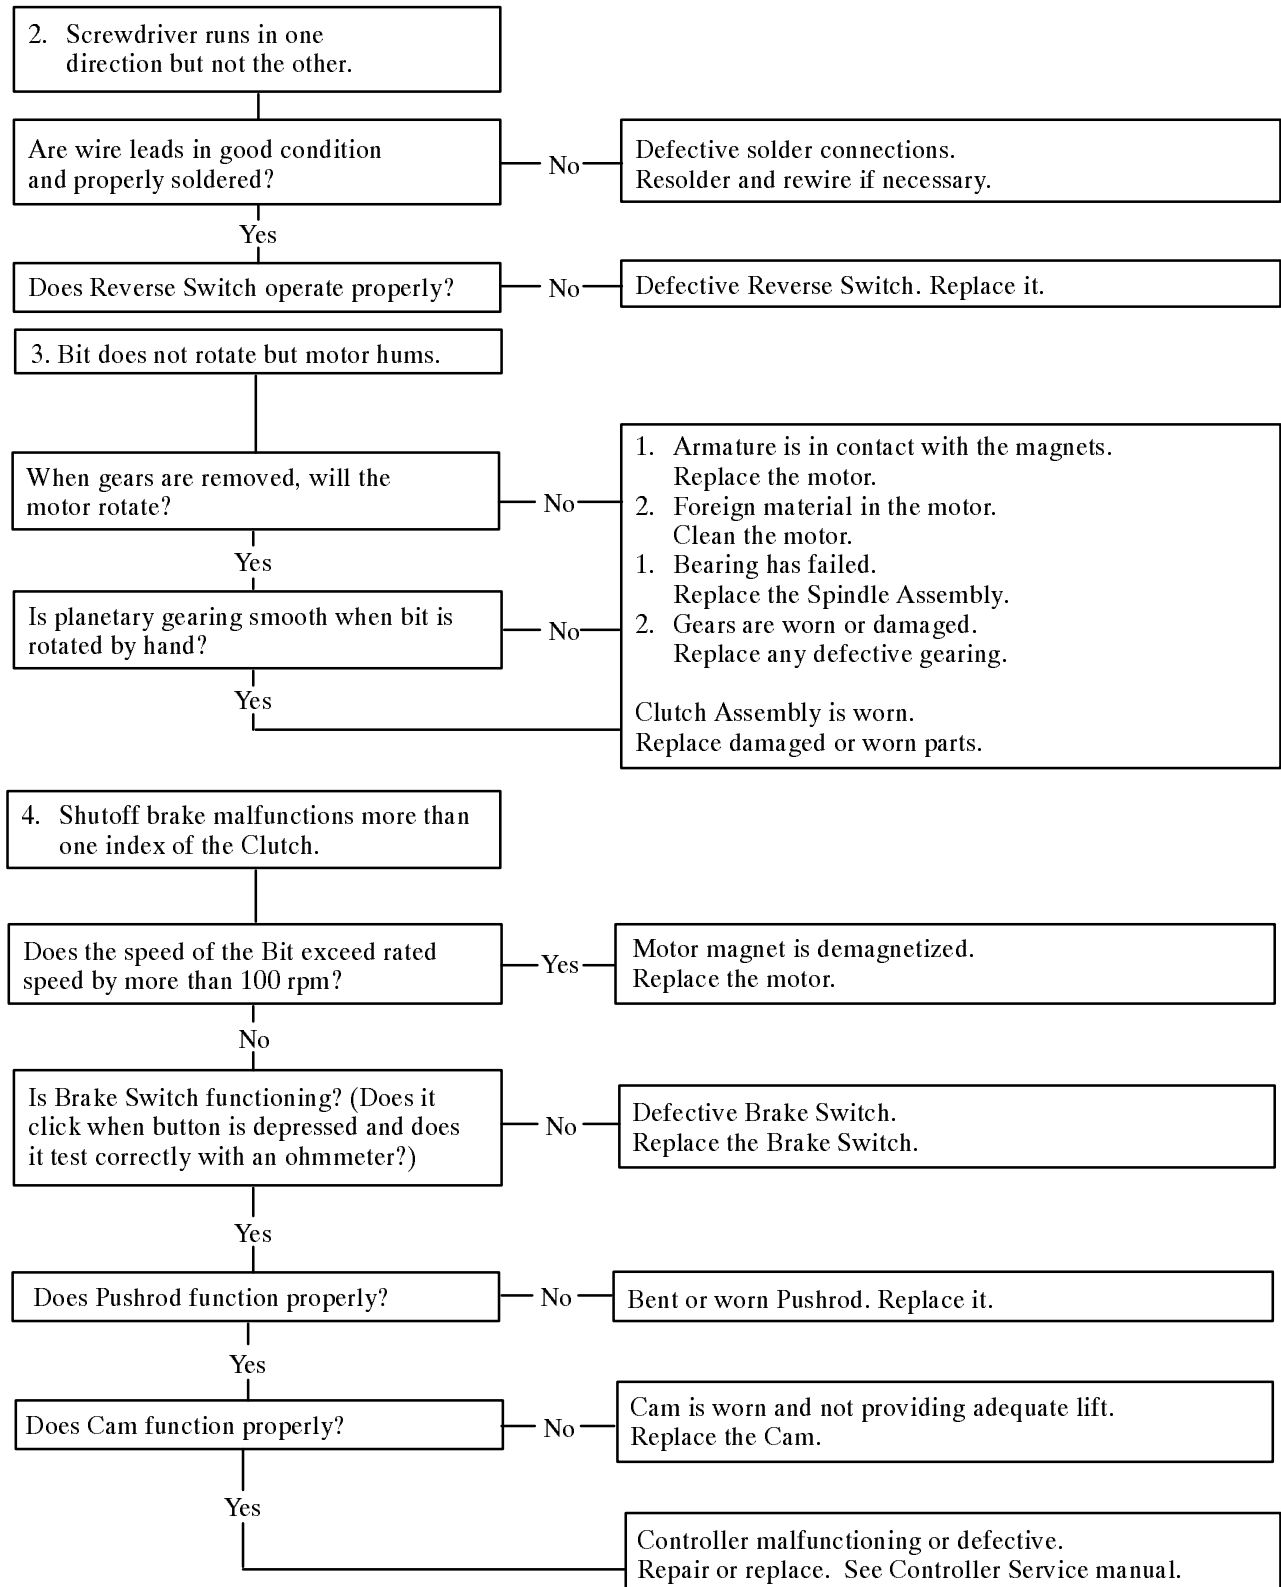 2. Screwdriver runs in one
direction but not the other.
Are wire leads in good condition
and properly soldered?
No
Defective solder connections.
Resolder and rewire if necessary.
Yes
Does Reverse Switch operate properly?
No
Defective Reverse Switch. Replace it.
3. Bit does not rotate but motor hums.
When gears are removed, will the
motor rotate?
No
1. Armature is in contact with the magnets.
Replace the motor.
2. Foreign material in the motor.
Clean the motor.
Yes
Is planetary gearing smooth when bit is
rotated by hand?
No
1. Bearing has failed.
Replace the Spindle Assembly.
2. Gears are worn or damaged.
Replace any defective gearing.
Yes
Clutch Assembly is worn.
Replace damaged or worn parts.
4. Shutoff brake malfunctions more than
one index of the Clutch.
Does the speed of the Bit exceed rated
speed by more than 100 rpm?
Yes
Motor magnet is demagnetized.
Replace the motor.
No
Is Brake Switch functioning? (Does it
click when button is depressed and does
it test correctly with an ohmmeter?)
No
Defective Brake Switch.
Replace the Brake Switch.
Yes
Does Pushrod function properly?
No
Bent or worn Pushrod. Replace it.
Yes
Does Cam function properly?
No
Cam is worn and not providing adequate lift.
Replace the Cam.
Yes
Controller malfunctioning or defective.
Repair or replace. See Controller Service manual.